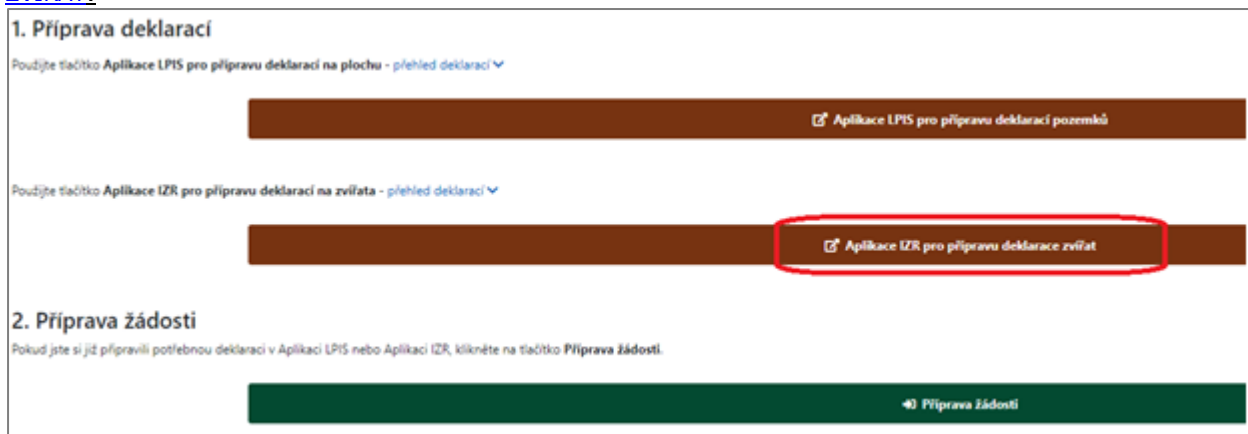 1. Příprava deklarací
Použijte tlačítko Aplikace LPIS pro přípravu deklarací na plochu - přehled deklarací
Aplikace LPIS pro přípravu deklarací pozemků
Použijte tlačítko Aplikace IZR pro přípravu deklarací na zvířata - přehled deklarací
Aplikace IZR pro přípravu deklarace zvířat
2. Příprava žádosti
Pokud jste si již připravili potřebnou deklaraci v Aplikaci LPIS nebo Aplikaci IZR, klikněte na tlačítko Příprava žádosti.
Příprava žádosti